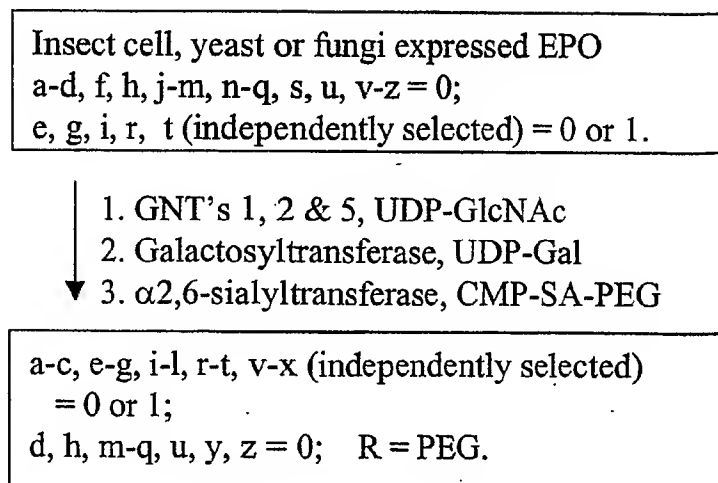 Insect cell, yeast or fungi expressed EPO
a-d, f, h, j-m, n-q, s, u, v-z = 0;
e, g, i, r, t (independently selected) = 0 or 1.
1. GNT's 1, 2 & 5, UDP-GlcNAc
2. Galactosyltransferase, UDP-Gal
3. α2,6-sialyltransferase, CMP-SA-PEG
a-c, e-g, i-l, r-t, v-x (independently selected)
= 0 or 1;
d, h, m-q, u, y, z = 0; R = PEG.